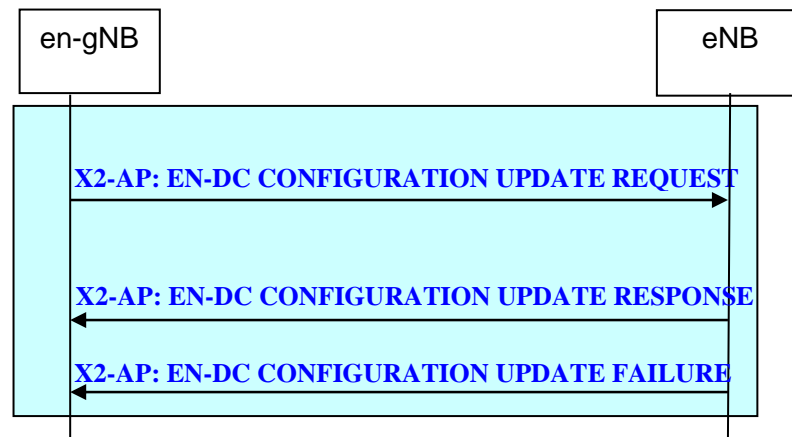 en-gNB
eNB
X2-AP: EN-DC CONFIGURATION UPDATE REQUEST
X2-AP: EN-DC CONFIGURATION UPDATE RESPONSE
X2-AP: EN-DC CONFIGURATION UPDATE FAILURE